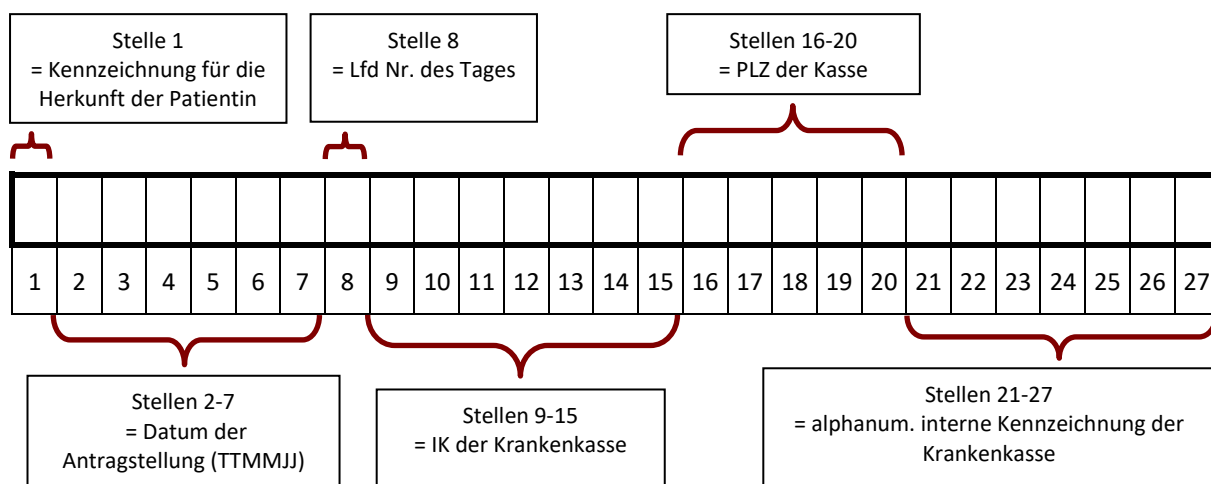 Stelle 1
= Kennzeichnung für die
Herkunft der Patientin
Stelle 8
= Lfd Nr. des Tages
Stellen 16-20
= PLZ der Kasse
1 2 3 4 5 6 7 8 9 10 11 12 13 14 15 16 17 18 19 20 21 22 23 24 25 26 27
Stellen 2-7
= Datum der
Antragstellung (TTMMJJ)
Stellen 9-15
= IK der Krankenkasse
Stellen 21-27
= alphanum. interne Kennzeichnung der
Krankenkasse